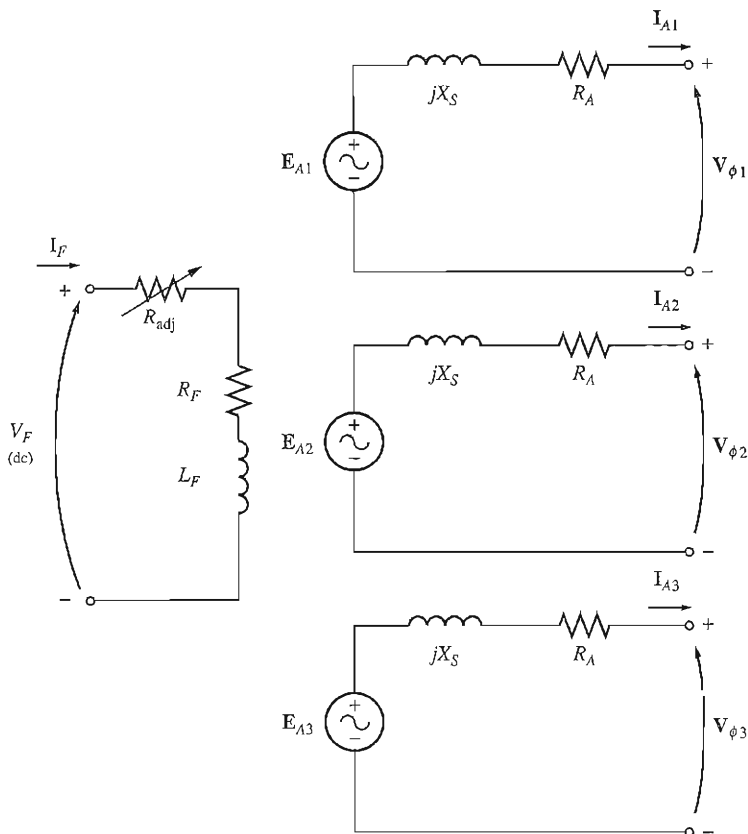 I_A1
+
jX_S
R_A
+
E_A1
−
V_ϕ1
−
I_F
+
R_adj
R_F
V_F
(dc)
L_F
−
I_A2
+
jX_S
R_A
+
E_A2
−
V_ϕ2
−
I_A3
+
jX_S
R_A
+
E_A3
−
V_ϕ3
−